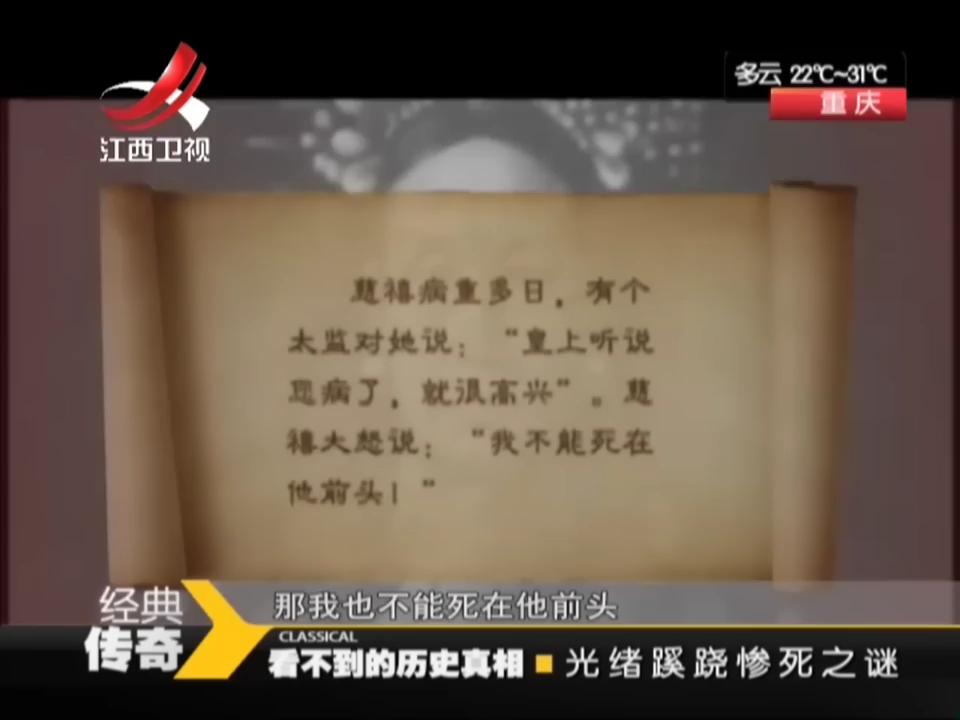 多云 22℃~31℃
重庆
江西卫视
慈禧病重多日，有个
太监对她说：“皇上听说
您病了，就很高兴”。慈
禧大怒说：“我不能死在
他前头！”
那我也不能死在他前头
经典
传奇
CLASSICAL
看不到的历史真相 ■ 光绪蹊跷惨死之谜